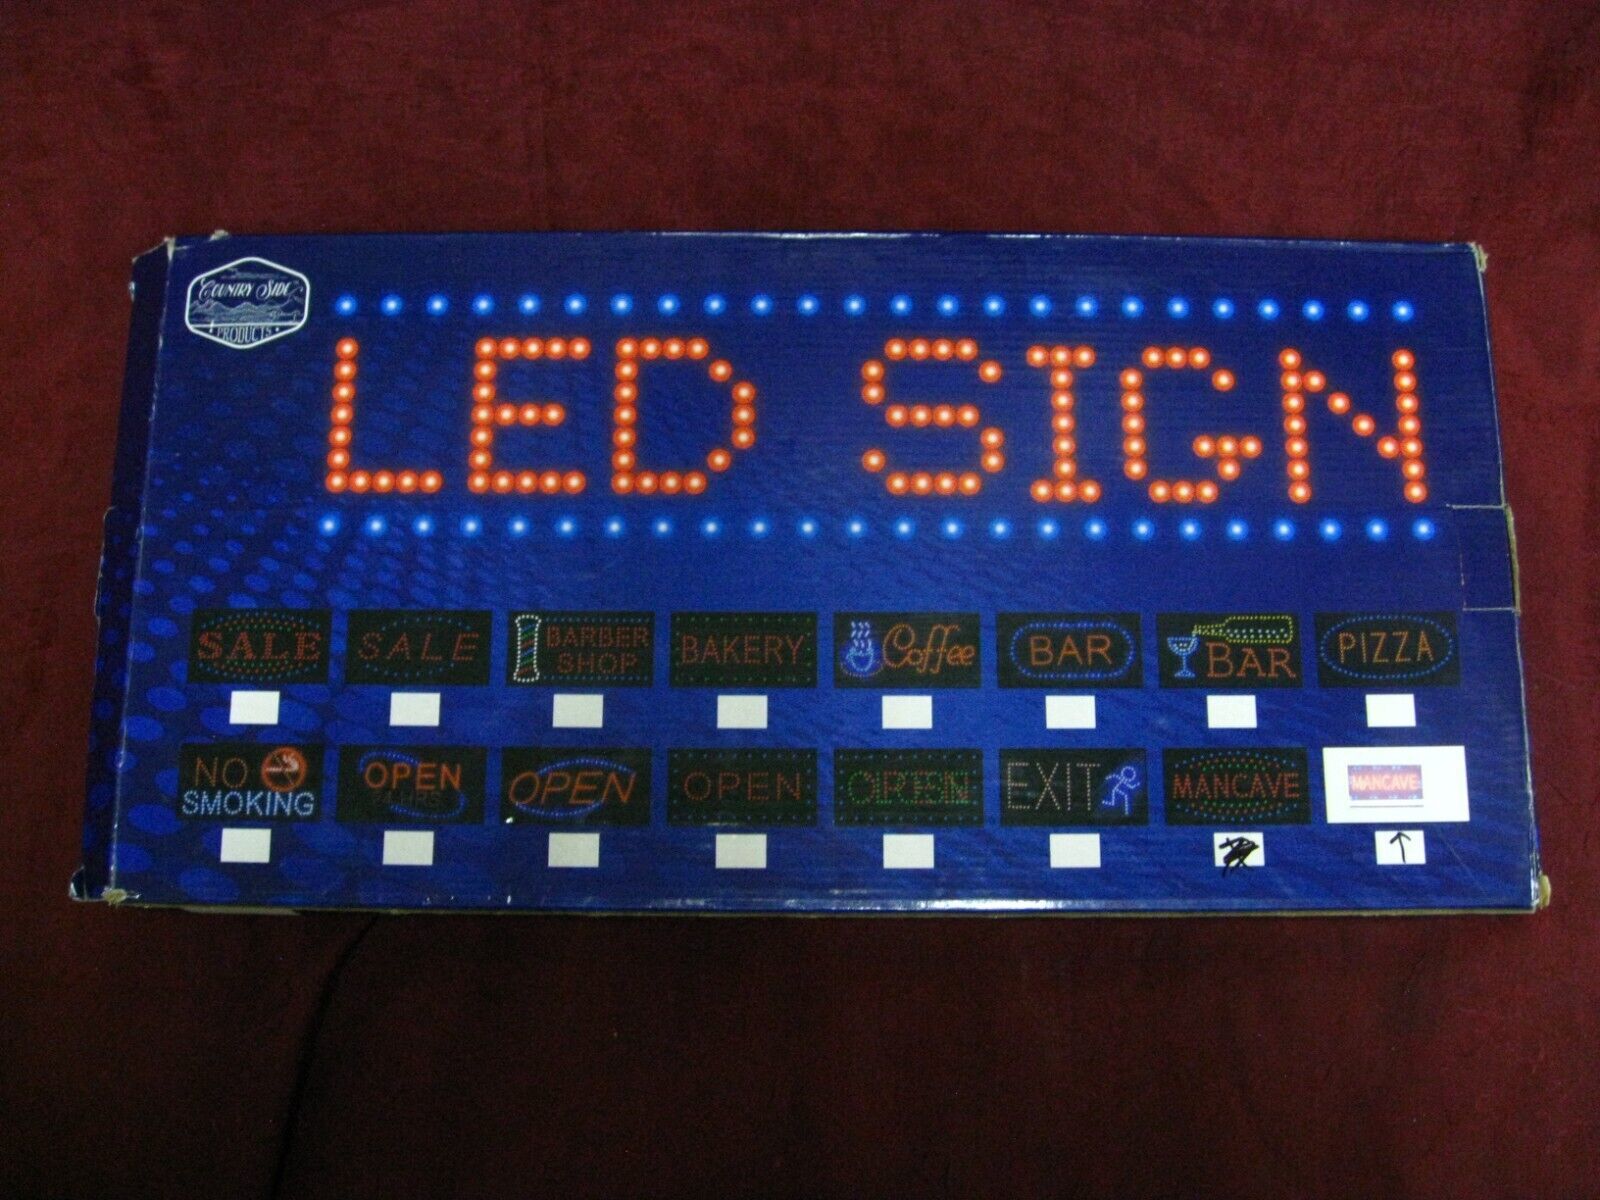 COUNTRY SIDE
PRODUCTS
LED SIGN
SALE
SALE
BARBER
SHOP
BAKERY
Coffee
BAR
BAR
PIZZA
NO
SMOKING
OPEN
OPEN
OPEN
OPEN
EXIT
MANCAVE
MANCAVE